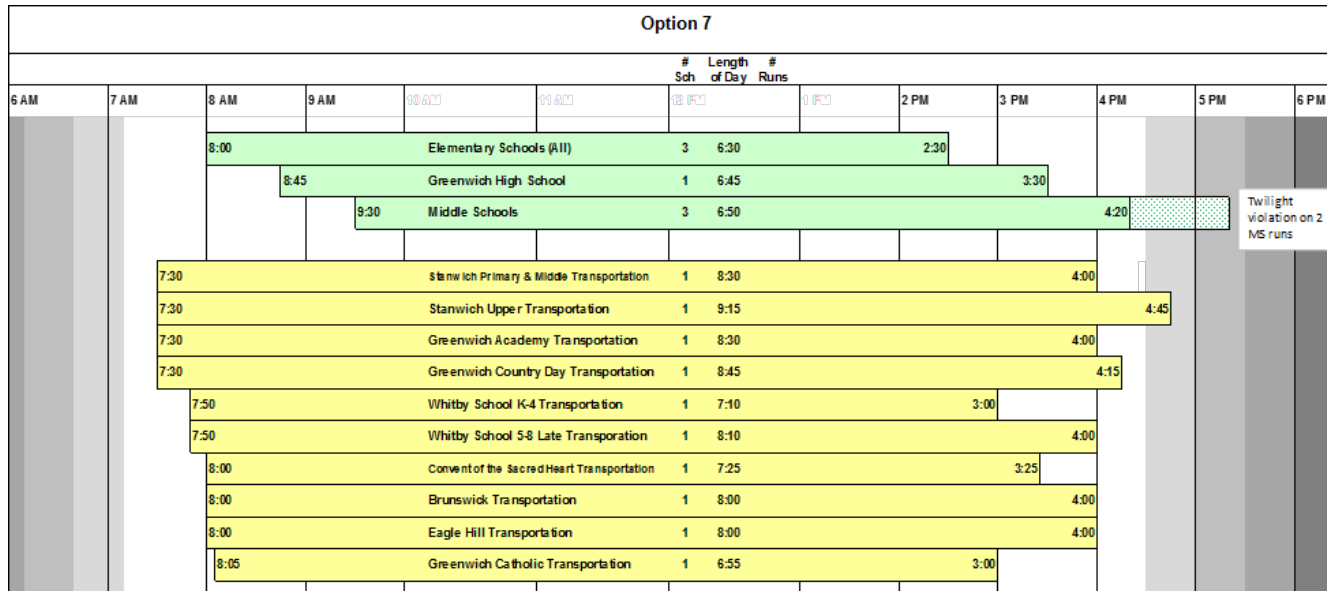 Option 7
# # 
Length
Sch of Day Runs
6 AM 7 AM 8 AM 9 AM 10 AM 11 AM 12 PM 1 PM 2 PM 3 PM 4 PM 5 PM 6 PM
8:00 Elementary Schools (All) 3 6:30 2:30
8:45 Greenwich High School 1 6:45 3:30
9:30 Middle Schools 3 6:50 4:20
Twilight
violation on 2
MS runs
7:30 Stanwich Primary & Middle Transportation 1 8:30 4:00
7:30 Stanwich Upper Transportation 1 9:15 4:45
7:30 Greenwich Academy Transportation 1 8:30 4:00
7:30 Greenwich Country Day Transportation 1 8:45 4:15
7:50 Whitby School K-4 Transportation 1 7:10 3:00
7:50 Whitby School 5-8 Late Transporation 1 8:10 4:00
8:00 Convent of the Sacred Heart Transportation 1 7:25 3:25
8:00 Brunswick Transportation 1 8:00 4:00
8:00 Eagle Hill Transportation 1 8:00 4:00
8:05 Greenwich Catholic Transportation 1 6:55 3:00